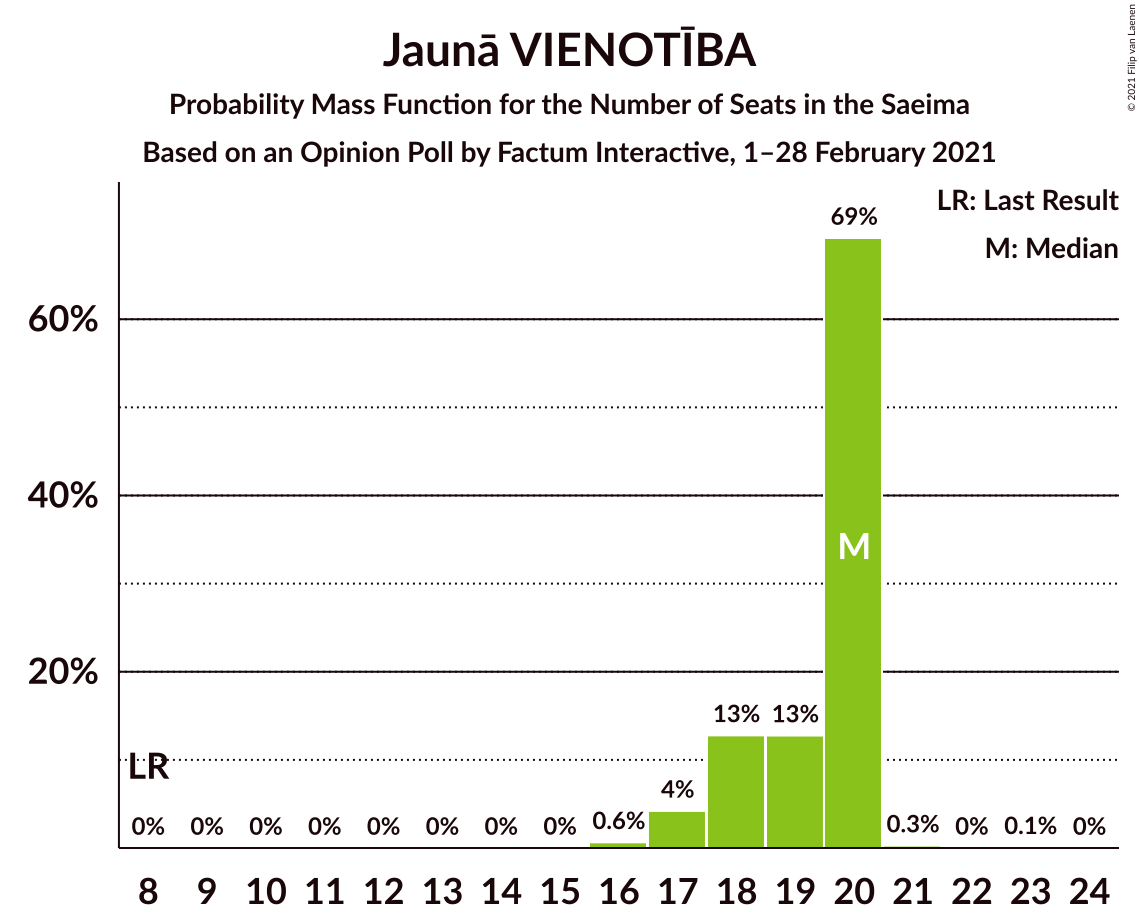 Jaunā VIENOTĪBA
Probability Mass Function for the Number of Seats in the Saeima
Based on an Opinion Poll by Factum Interactive, 1–28 February 2021
© 2021 Filip van Laenen
LR: Last Result
M: Median
60%
40%
20%
69%
M
13% 13%
LR
4%
0% 0% 0% 0% 0% 0% 0% 0% 0.6% 0.3% 0% 0.1% 0%
8 9 10 11 12 13 14 15 16 17 18 19 20 21 22 23 24